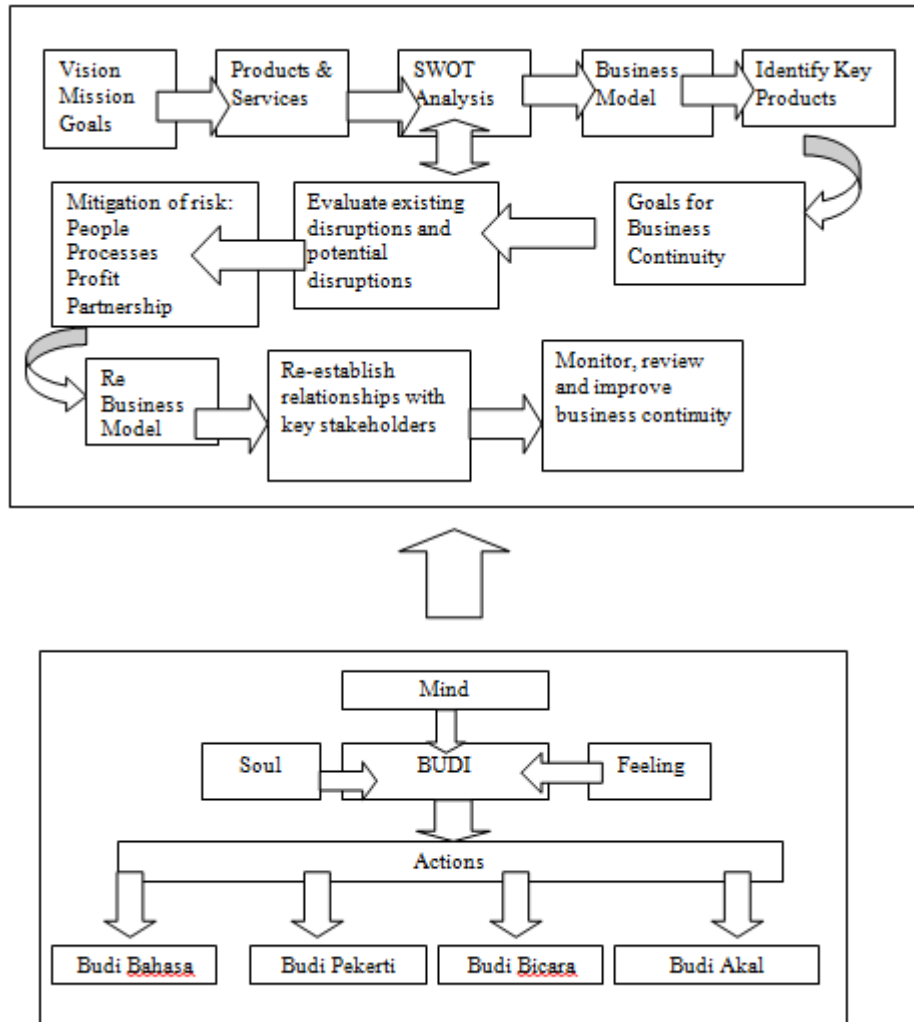 Vision
Mission
Goals
Products &
Services
SWOT
Analysis
Business
Model
Identify Key
Products
Mitigation of risk:
People
Processes
Profit
Partnership
Evaluate existing
disruptions and
potential
disruptions
Goals for
Business
Continuity
Re
Business
Model
Re-establish
relationships with
key stakeholders
Monitor, review
and improve
business continuity
Mind
Soul
BUDI
Feeling
Actions
Budi Bahasa
Budi Pekerti
Budi Bicara
Budi Akal